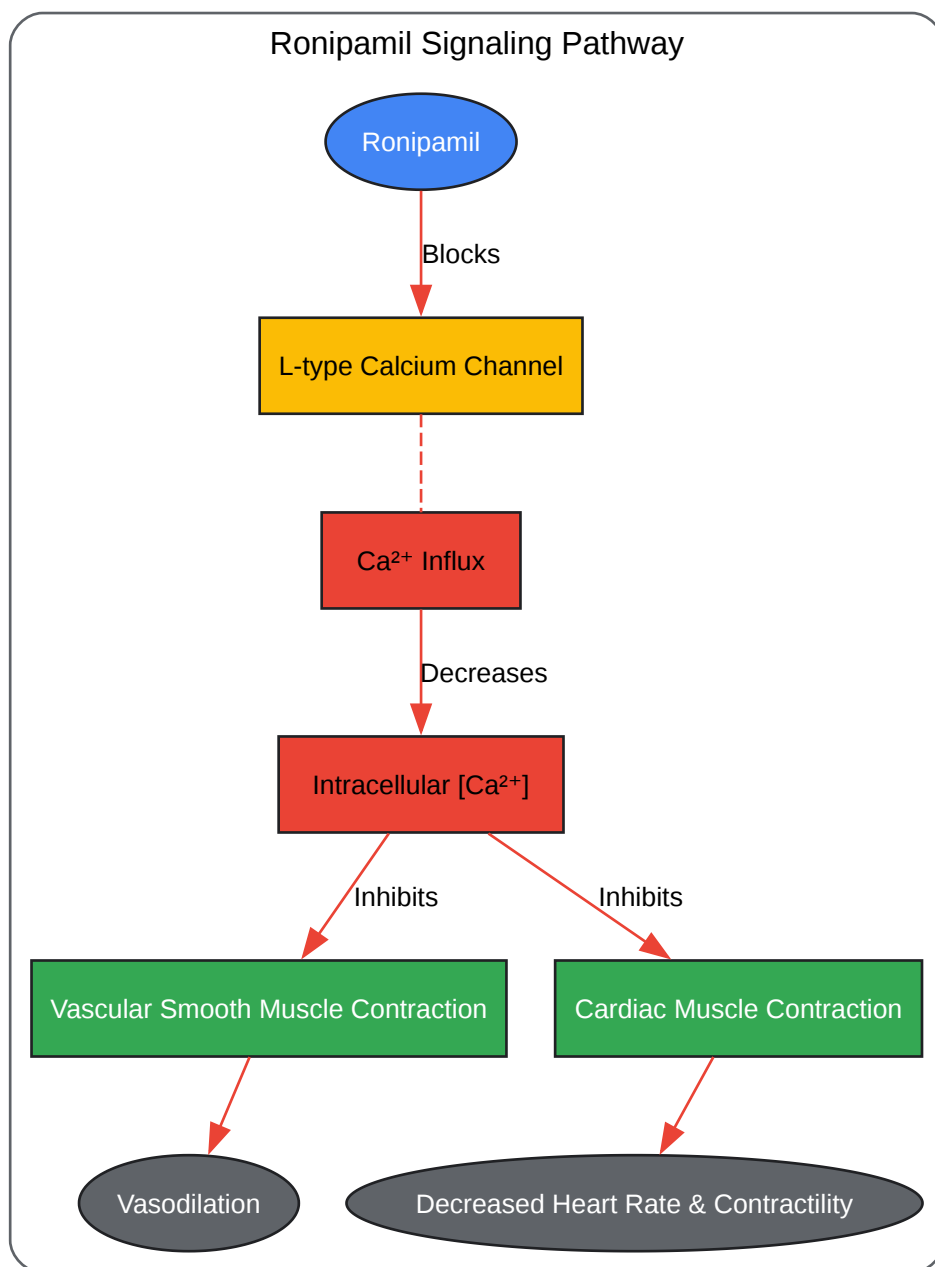 Ronipamil Signaling Pathway
Ronipamil
Blocks
L-type Calcium Channel
Ca²⁺ Influx
Decreases
Intracellular [Ca²⁺]
Inhibits
Inhibits
Vascular Smooth Muscle Contraction
Cardiac Muscle Contraction
Vasodilation
Decreased Heart Rate & Contractility